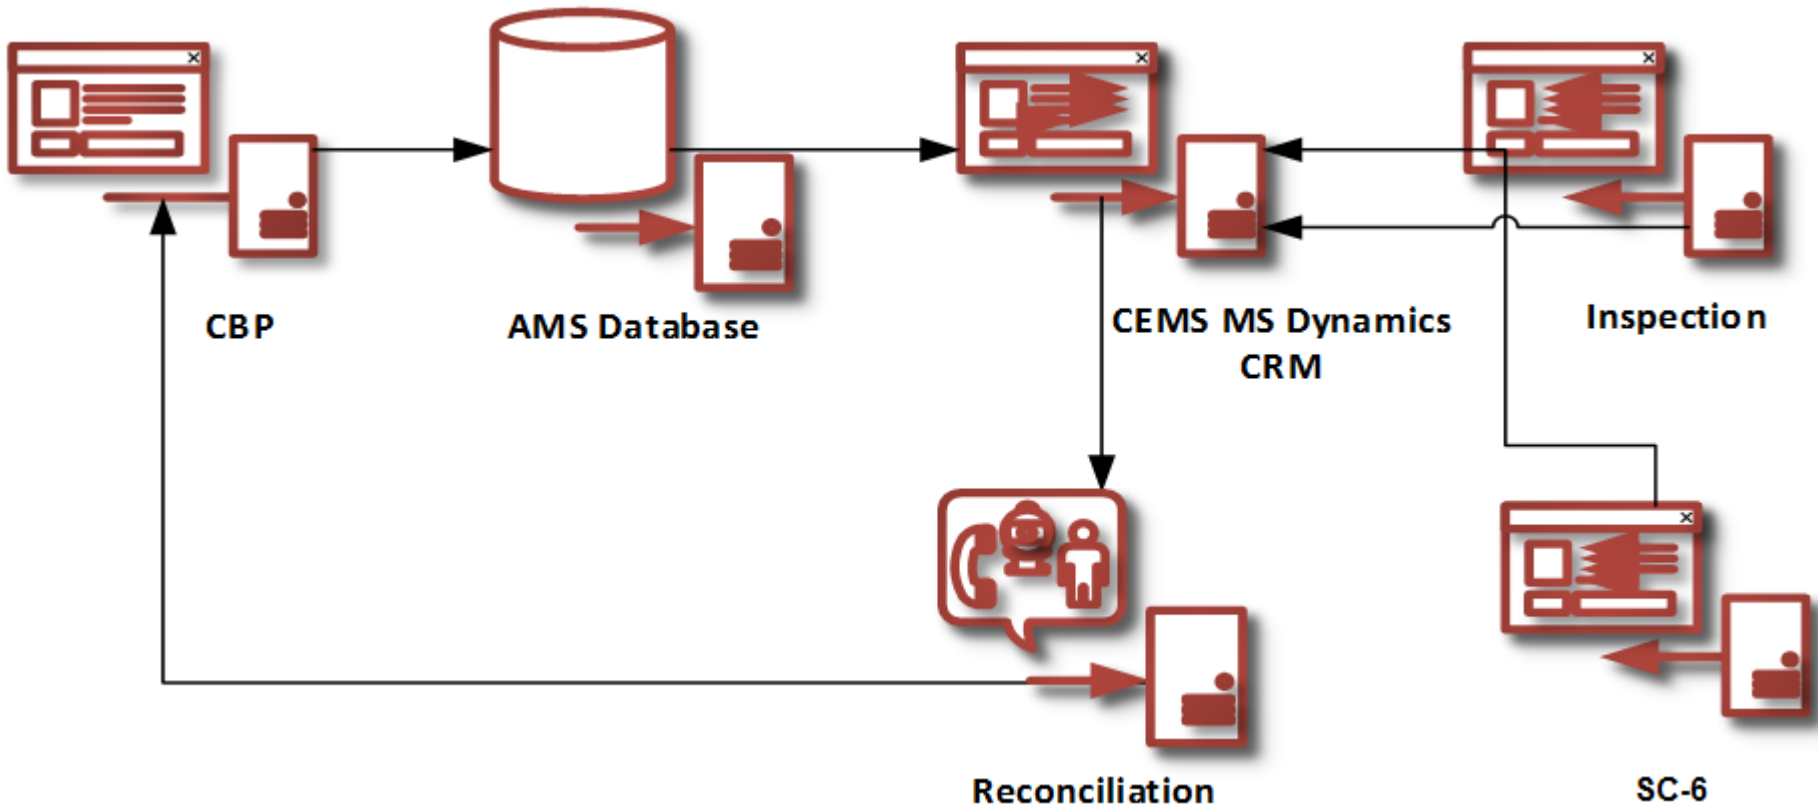 CBP
AMS Database
CEMS MS Dynamics
CRM
Inspection
Reconciliation
SC-6